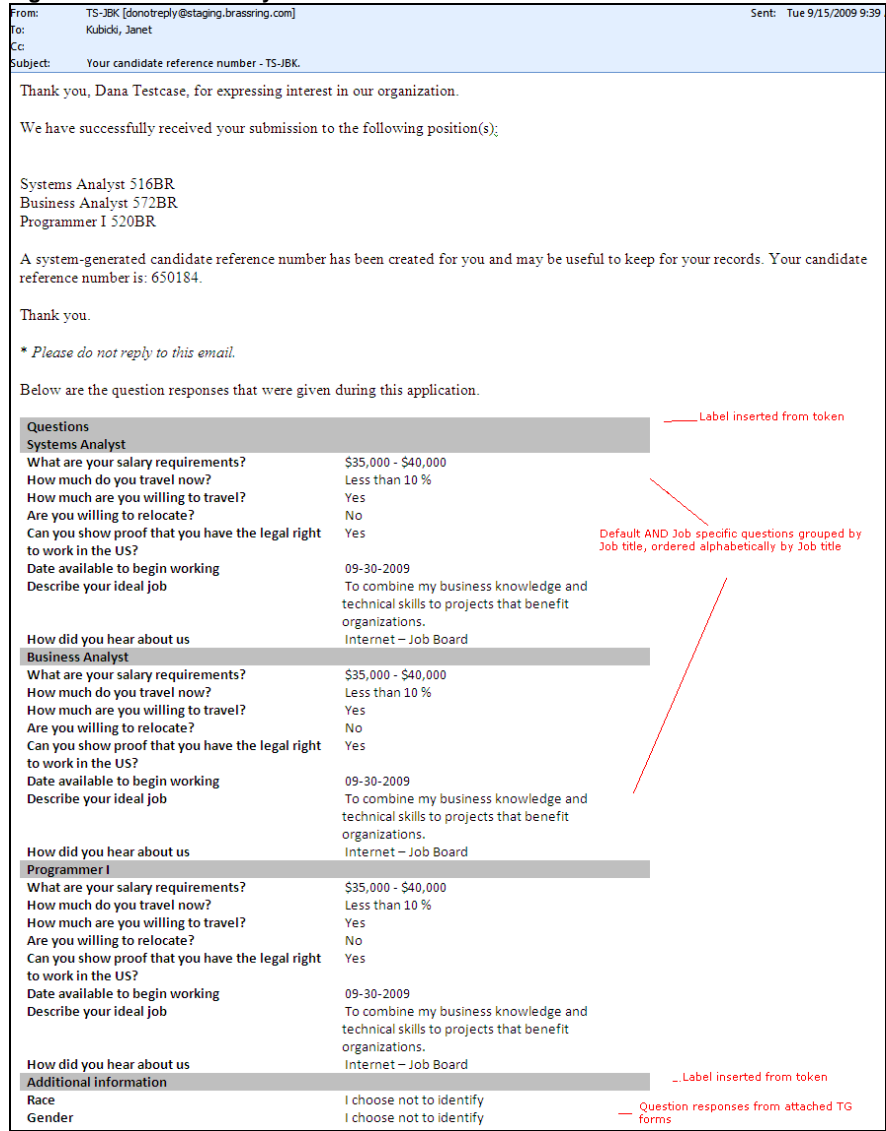 From: TS-JBK [donotreply@staging.brassring.com] Sent: Tue 9/15/2009 9:39
To: Kubicki, Janet
Cc:
Subject: Your candidate reference number - TS-JBK.
Thank you, Dana Testcase, for expressing interest in our organization.
We have successfully received your submission to the following position(s):
Systems Analyst 516BR
Business Analyst 572BR
Programmer I 520BR
A system-generated candidate reference number has been created for you and may be useful to keep for your records. Your candidate
reference number is: 650184.
Thank you.
* Please do not reply to this email.
Below are the question responses that were given during this application.
Questions
Label inserted from token
Systems Analyst
What are your salary requirements? $35,000 - $40,000
How much do you travel now? Less than 10 %
How much are you willing to travel? Yes
Are you willing to relocate? No
Can you show proof that you have the legal right Yes
to work in the US?
Default AND Job specific questions grouped by
Job title, ordered alphabetically by Job title
Date available to begin working 09-30-2009
Describe your ideal job To combine my business knowledge and
technical skills to projects that benefit
organizations.
How did you hear about us Internet – Job Board
Business Analyst
What are your salary requirements? $35,000 - $40,000
How much do you travel now? Less than 10 %
How much are you willing to travel? Yes
Are you willing to relocate? No
Can you show proof that you have the legal right Yes
to work in the US?
Date available to begin working 09-30-2009
Describe your ideal job To combine my business knowledge and
technical skills to projects that benefit
organizations.
How did you hear about us Internet – Job Board
Programmer I
What are your salary requirements? $35,000 - $40,000
How much do you travel now? Less than 10 %
How much are you willing to travel? Yes
Are you willing to relocate? No
Can you show proof that you have the legal right Yes
to work in the US?
Date available to begin working 09-30-2009
Describe your ideal job To combine my business knowledge and
technical skills to projects that benefit
organizations.
How did you hear about us Internet – Job Board
Additional information
Label inserted from token
Race I choose not to identify
Gender I choose not to identify
Question responses from attached TG
forms